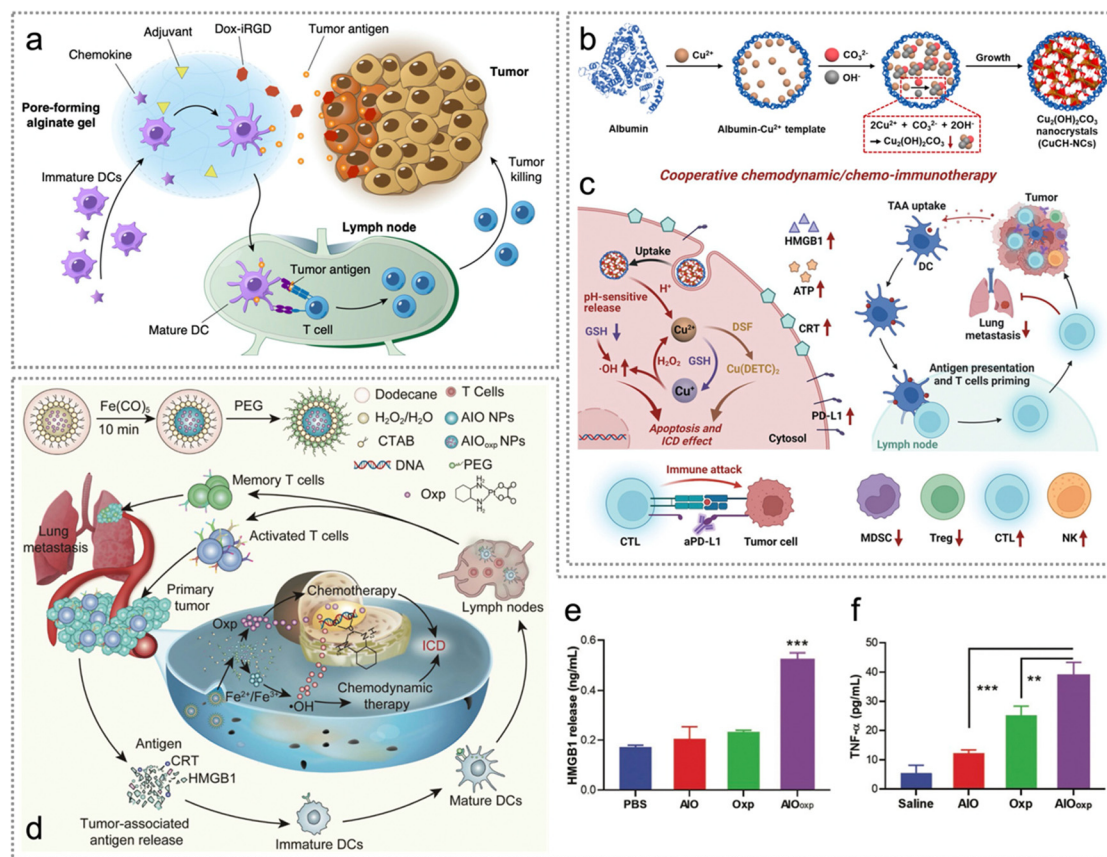 a
Adjuvant
Dox-iRGD
Tumor antigen
Chemokine
Tumor
Pore-forming
alginate gel
Immature DCs
Tumor
killing
Lymph node
Tumor antigen
Mature DC
T cell
b
Cu²⁺
CO₃²⁻
OH⁻
Growth
Albumin
Albumin-Cu²⁺ template
2Cu²⁺ + CO₃²⁻ + 2OH⁻
→ Cu₂(OH)₂CO₃ ↓
Cu₂(OH)₂CO₃
nanocrystals
(CuCH-NCs)
c
Cooperative chemodynamic/chemo-immunotherapy
Uptake
H⁺
pH-sensitive
release
GSH
Cu²⁺
DSF
·OH
H₂O₂
GSH
Cu(DETC)₂
Cu⁺
Apoptosis and
ICD effect
Cytosol
HMGB1
ATP
CRT
PD-L1
TAA uptake
DC
Tumor
Lung
metastasis
Antigen presentation
and T cells priming
Lymph node
Immune attack
CTL
aPD-L1
Tumor cell
MDSC
Treg
CTL
NK
d
Fe(CO)₅
10 min
PEG
Dodecane
H₂O₂/H₂O
CTAB
DNA
Oxp
T Cells
AIO NPs
AIOoxp NPs
PEG
NH₂
Pt
O
O
O
O
N
H₂
Memory T cells
Lung
metastasis
Activated T cells
Primary
tumor
Lymph nodes
Chemotherapy
Oxp
ICD
Fe²⁺/Fe³⁺
·OH
Chemodynamic
therapy
Antigen
CRT
HMGB1
Tumor-associated
antigen release
Immature DCs
Mature DCs
e
HMGB1 release (ng/mL)
0.6
0.4
0.2
0.0
***
PBS
AIO
Oxp
AIOoxp
f
TNF-α (pg/mL)
50
40
30
20
10
0
***
**
Saline
AIO
Oxp
AIOoxp